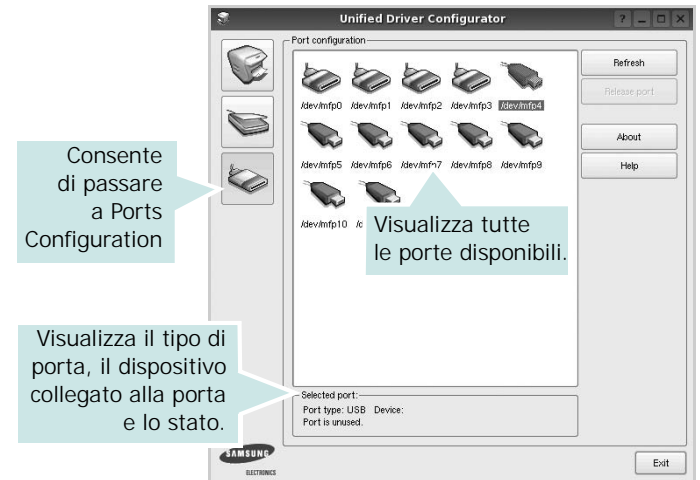 Unified Driver Configurator
Port configuration
/dev/mfp0 /dev/mfp1 /dev/mfp2 /dev/mfp3 /dev/mfp4
/dev/mfp5 /dev/mfp6 /dev/mfp7 /dev/mfp8 /dev/mfp9
/dev/mfp10
Refresh
Release port
About
Help
Consente
di passare
a Ports
Configuration
Visualizza tutte
le porte disponibili.
Visualizza il tipo di
porta, il dispositivo
collegato alla porta
e lo stato.
Selected port:
Port type: USB Device:
Port is unused.
SAMSUNG
ELECTRONICS
Exit